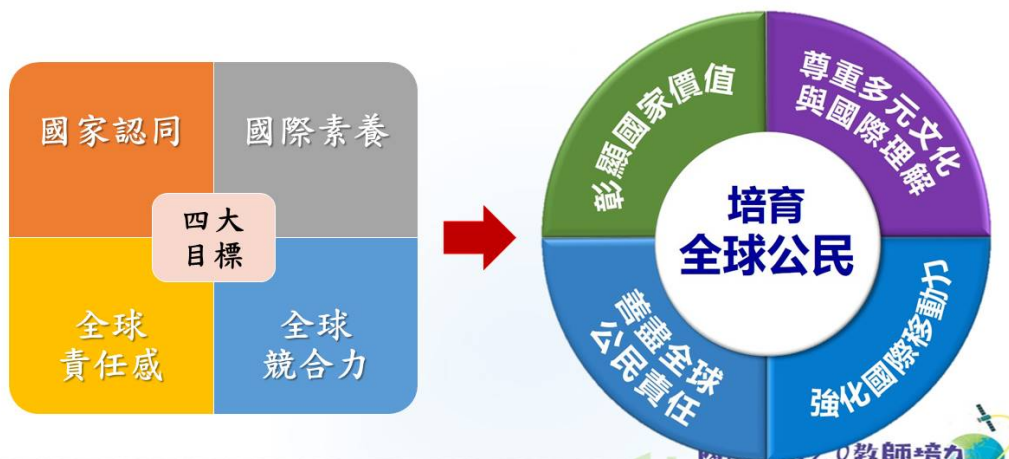 國家認同
國際素養
四大
目標
全球
責任感
全球
競合力
彰顯國家價值
尊重多元文化
與國際理解
培育
全球公民
善盡全球
公民責任
強化國際移動力
教師培力